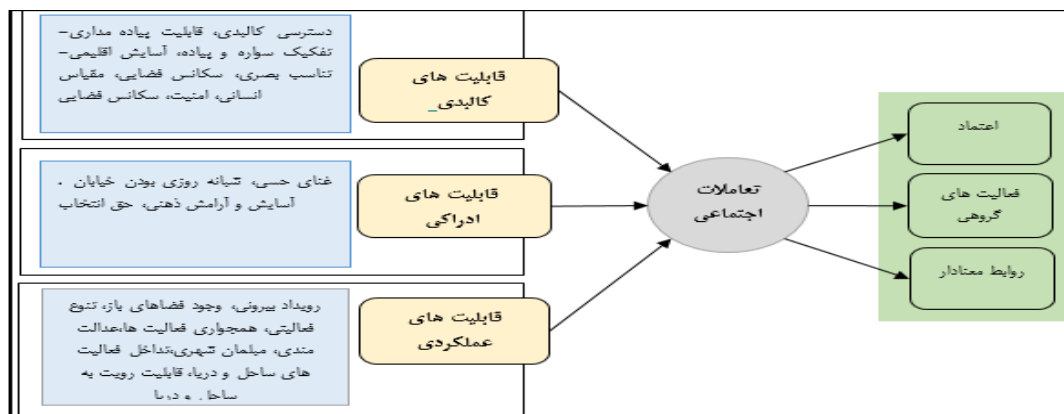 دسترسی کالبدی، قابلیت پیاده مداری-
تفکیک سواره و پیاده، آسایش اقلیمی-
تناسب بصری، سکانس فضایی، مقیاس
انسانی، امنیت، سکانس فضایی
قابلیت های
کالبدی_
غنای حسی، شبانه روزی بودن خیابان .
آسایش و آرامش ذهنی، حق انتخاب
قابلیت های
ادراکی
رویداد بیرونی، وجود فضاهای باز، تنوع
فعالیتی، همجواری فعالیت ها،عدالت
مندی، مبلمان شهری،تداخل فعالیت
های ساحل و دریا، قابلیت رویت به
ساحل و دریا
قابلیت های
عملکردی
تعاملات
اجتماعی
اعتماد
فعالیت های
گروهی
روابط معنادار